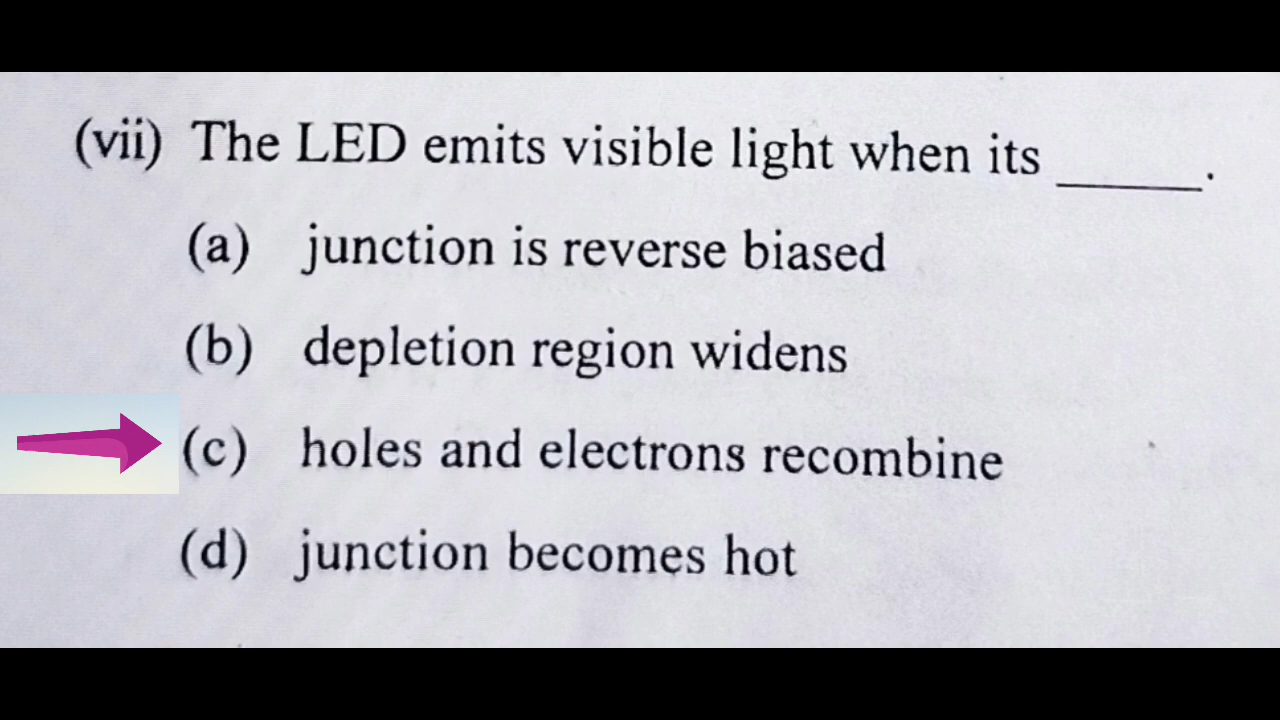 (vii) The LED emits visible light when its ______.
(a) junction is reverse biased
(b) depletion region widens
(c) holes and electrons recombine
(d) junction becomes hot